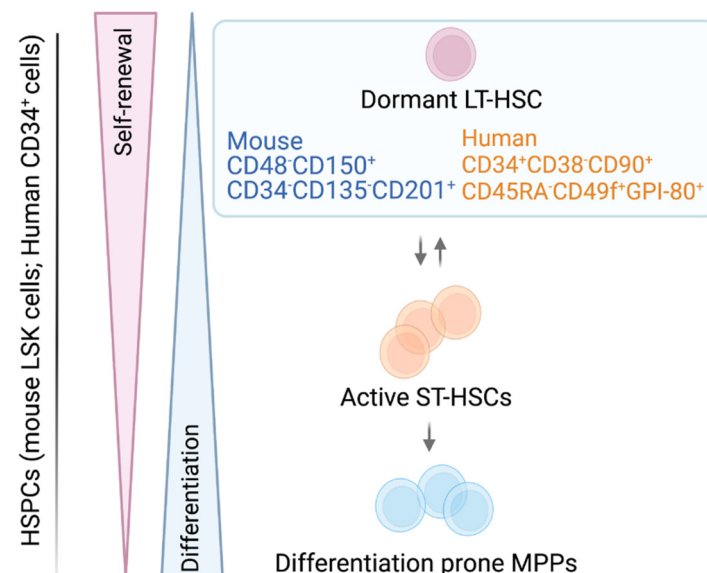 HSPCs (mouse LSK cells; Human CD34⁺ cells)
Self-renewal
Differentiation
Dormant LT-HSC
Mouse
CD48⁻CD150⁺
CD34⁻CD135⁻CD201⁺
Human
CD34⁺CD38⁻CD90⁺
CD45RA⁻CD49f⁺GPI-80⁺
Active ST-HSCs
Differentiation prone MPPs